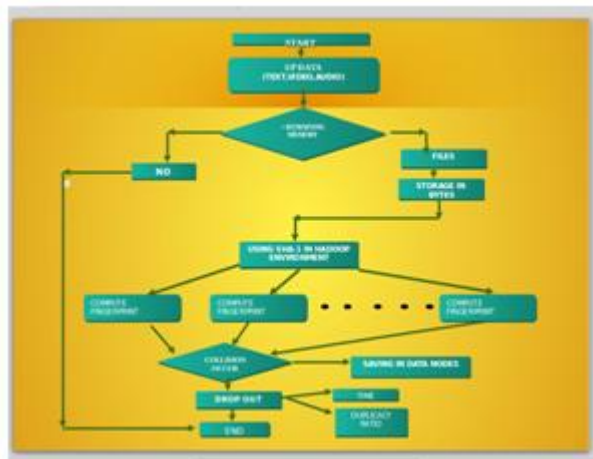 START
(TEXT,VIDEO,AUDIO)
NO
FILES
STORAGE IN
BYTES
USING SHA-1 IN HADOOP
ENVIRONMENT
COMPUTE
FINGERPRINT
COMPUTE
FINGERPRINT
COMPUTE
FINGERPRINT
COLLISION
OCCUR
SAVING IN DATA NODES
DROP OUT
TIME
DUPLICACY
RATIO
END